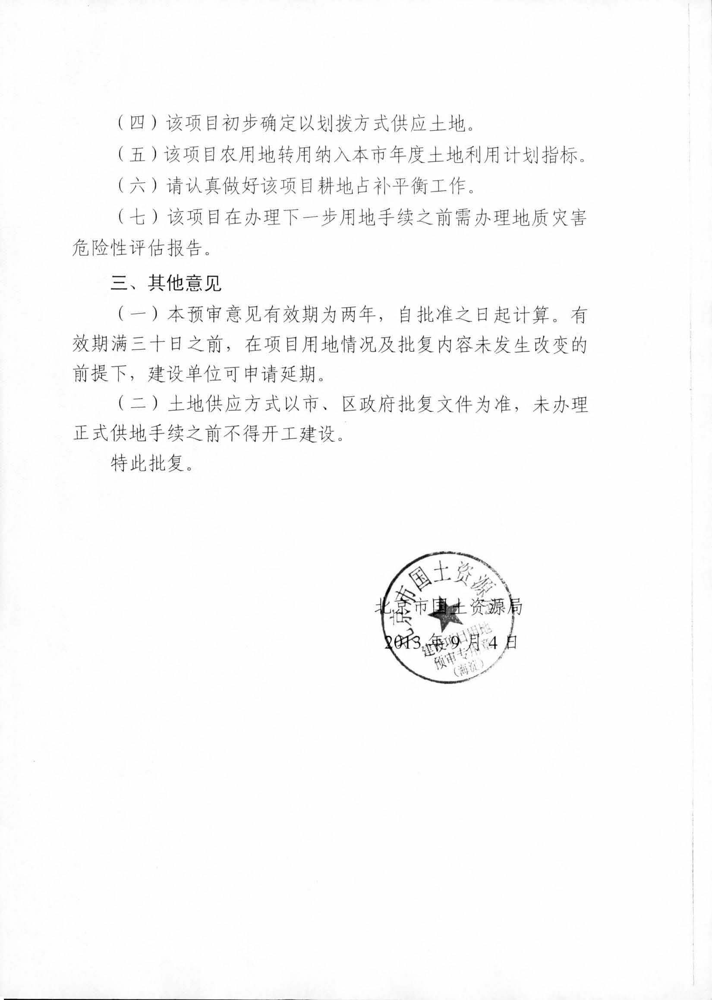 （四）该项目初步确定以划拨方式供应土地。
（五）该项目农用地转用纳入本市年度土地利用计划指标。
（六）请认真做好该项目耕地占补平衡工作。
（七）该项目在办理下一步用地手续之前需办理地质灾害
危险性评估报告。
三、其他意见
（一）本预审意见有效期为两年，自批准之日起计算。有
效期满三十日之前，在项目用地情况及批复内容未发生改变的
前提下，建设单位可申请延期。
（二）土地供应方式以市、区政府批复文件为准，未办理
正式供地手续之前不得开工建设。
特此批复。
北京市国土资源局
2013年9月4日
北京市国土资源局
建设项目用地
预审专用章
（海淀）